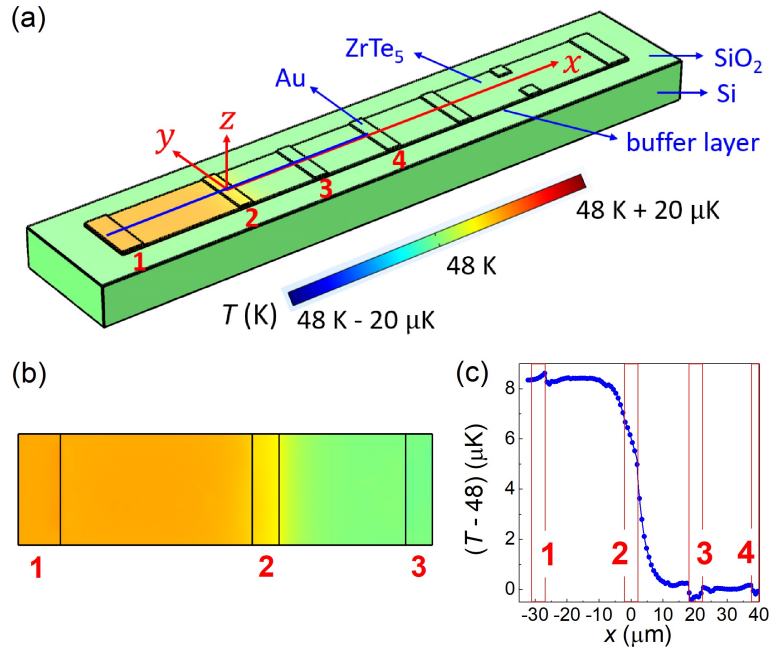 (a)
ZrTe₅
x
SiO₂
Au
Si
y
z
buffer layer
4
3
2
1
48 K + 20 μK
48 K
T (K)
48 K - 20 μK
(b)
1
2
3
(c)
(T - 48) (μK)
8
6
4
2
0
1
2
3
4
-30 -20 -10 0 10 20 30 40
x (μm)